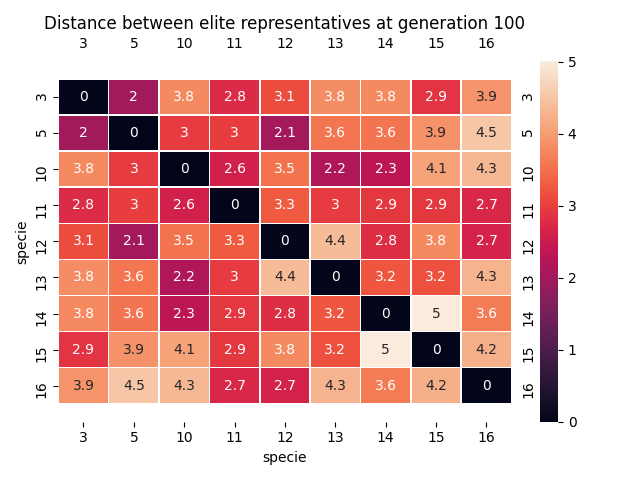 Distance between elite representatives at generation 100
3 5 10 11 12 13 14 15 16
3 0 2 3.8 2.8 3.1 3.8 3.8 2.9 3.9 3
5 2 0 3 3 2.1 3.6 3.6 3.9 4.5 5
10 3.8 3 0 2.6 3.5 2.2 2.3 4.1 4.3 10
11 2.8 3 2.6 0 3.3 3 2.9 2.9 2.7 11
12 3.1 2.1 3.5 3.3 0 4.4 2.8 3.8 2.7 12
13 3.8 3.6 2.2 3 4.4 0 3.2 3.2 4.3 13
14 3.8 3.6 2.3 2.9 2.8 3.2 0 5 3.6 14
15 2.9 3.9 4.1 2.9 3.8 3.2 5 0 4.2 15
16 3.9 4.5 4.3 2.7 2.7 4.3 3.6 4.2 0 16
3 5 10 11 12 13 14 15 16
specie
specie
5
4
3
2
1
0